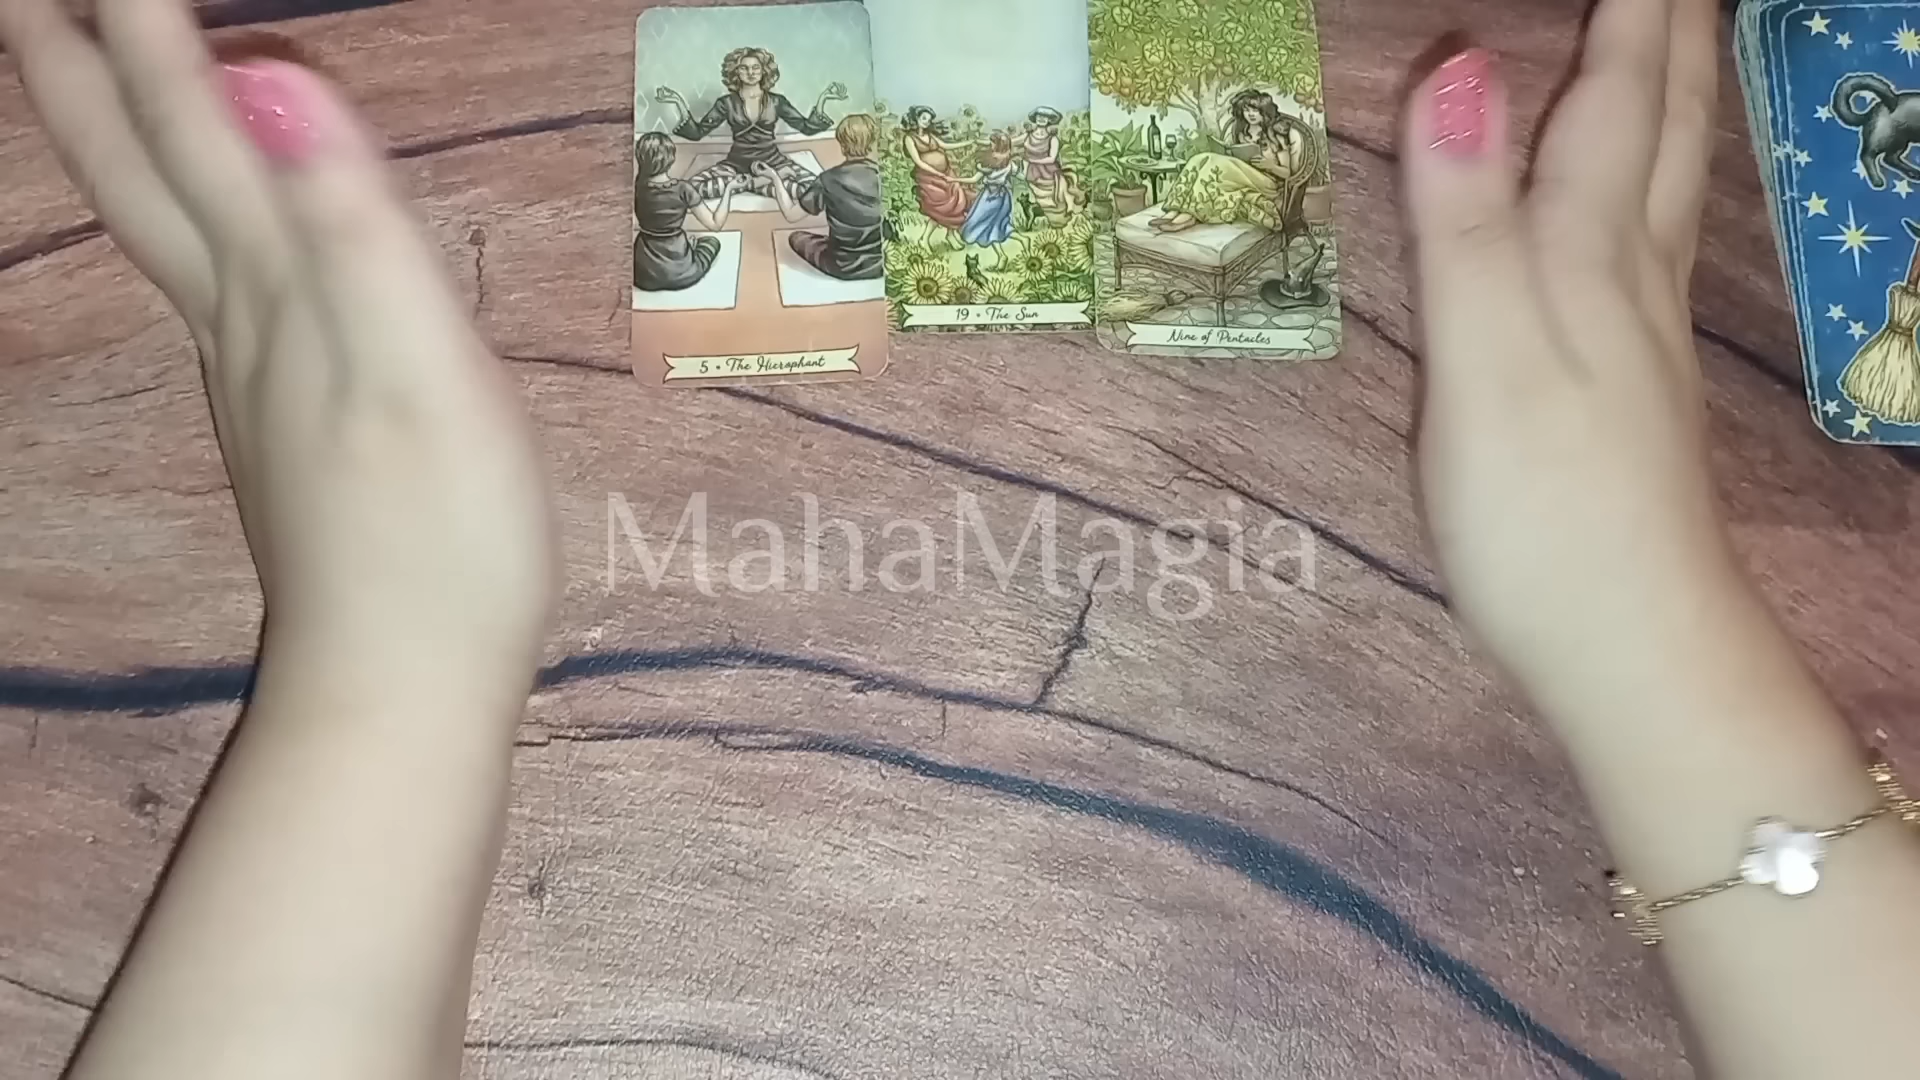 5 • The Hierophant
19 • The Sun
Nine of Pentacles
MahaMagia